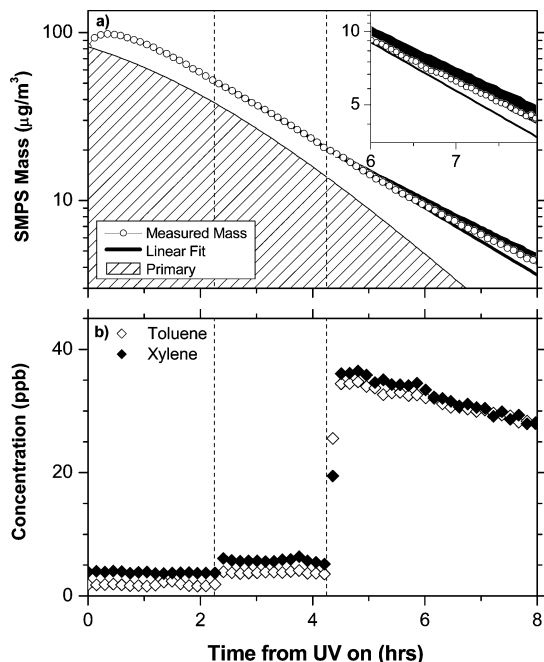 a)
100
10
SMPS Mass (μg/m³)
Measured Mass
Linear Fit
Primary
10
5
6
7
b)
Toluene
Xylene
40
20
0
Concentration (ppb)
0
2
4
6
8
Time from UV on (hrs)